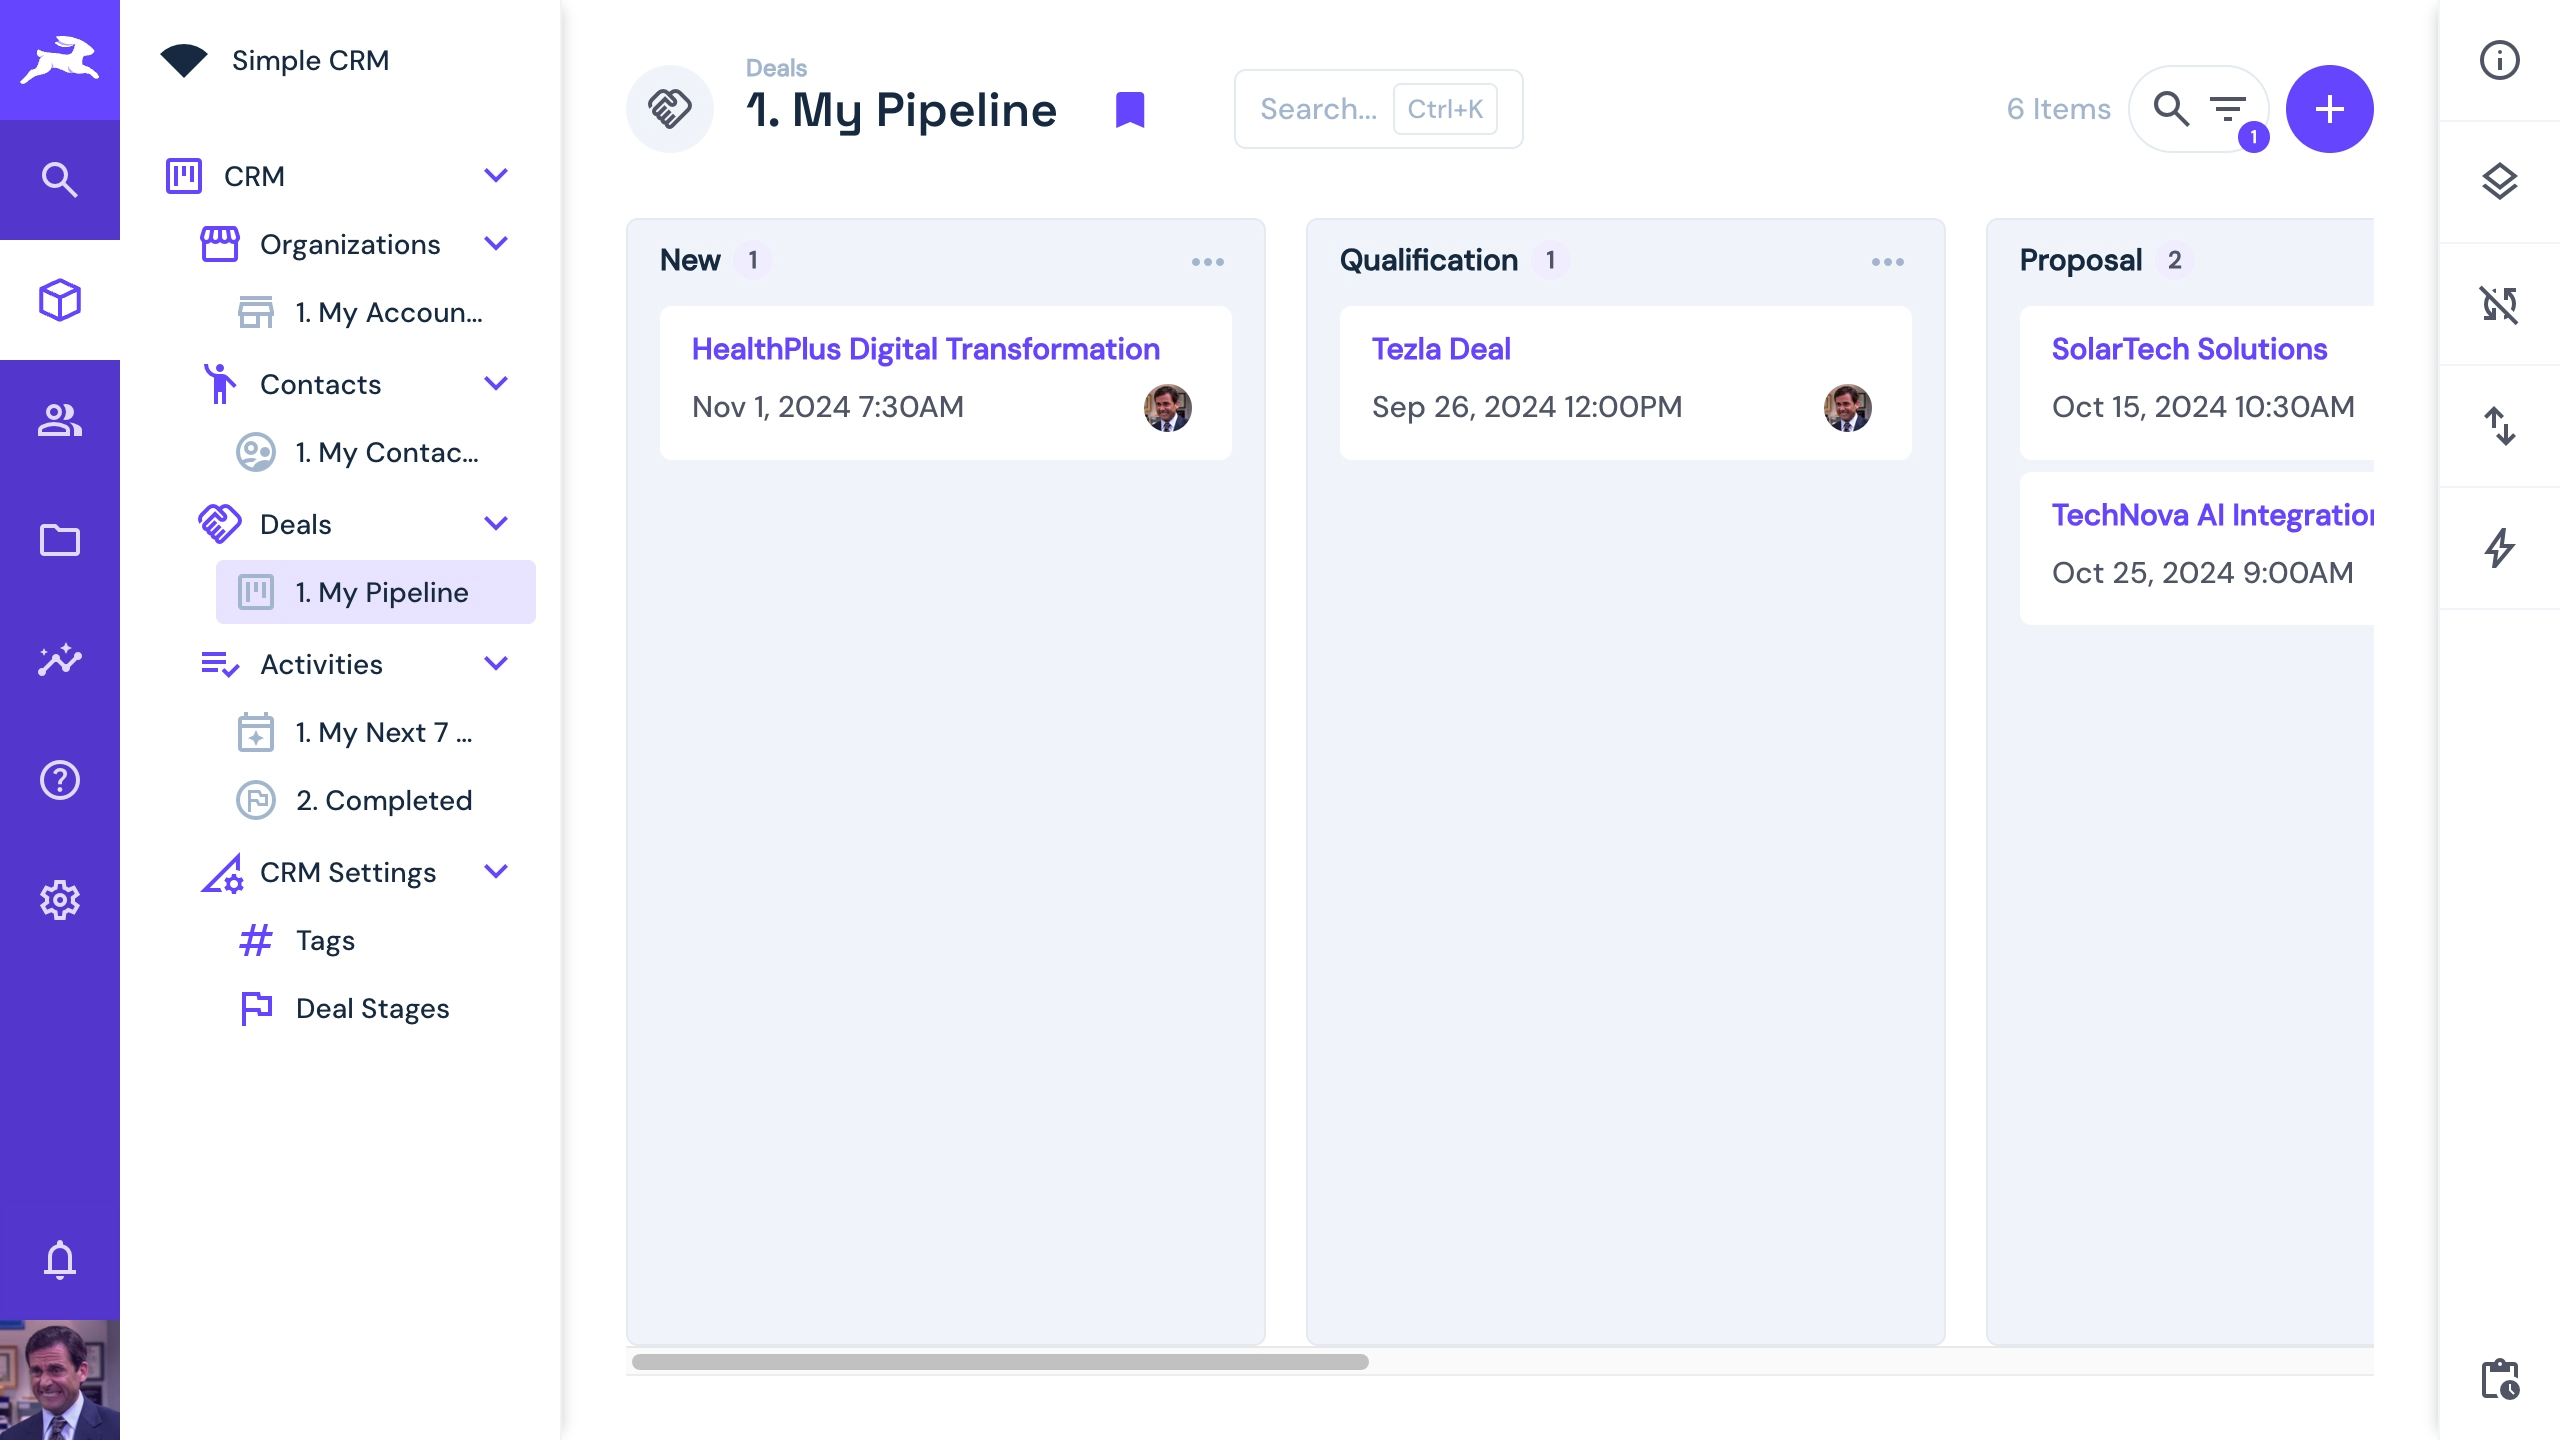 Simple CRM
CRM
Organizations
1. My Accoun...
Contacts
1. My Contac...
Deals
1. My Pipeline
Activities
1. My Next 7 ...
2. Completed
CRM Settings
Tags
Deal Stages
Deals
1. My Pipeline
Search... Ctrl+K
6 Items
1
New 1
HealthPlus Digital Transformation
Nov 1, 2024 7:30AM
Qualification 1
Tezla Deal
Sep 26, 2024 12:00PM
Proposal 2
SolarTech Solutions
Oct 15, 2024 10:30AM
TechNova AI Integration
Oct 25, 2024 9:00AM